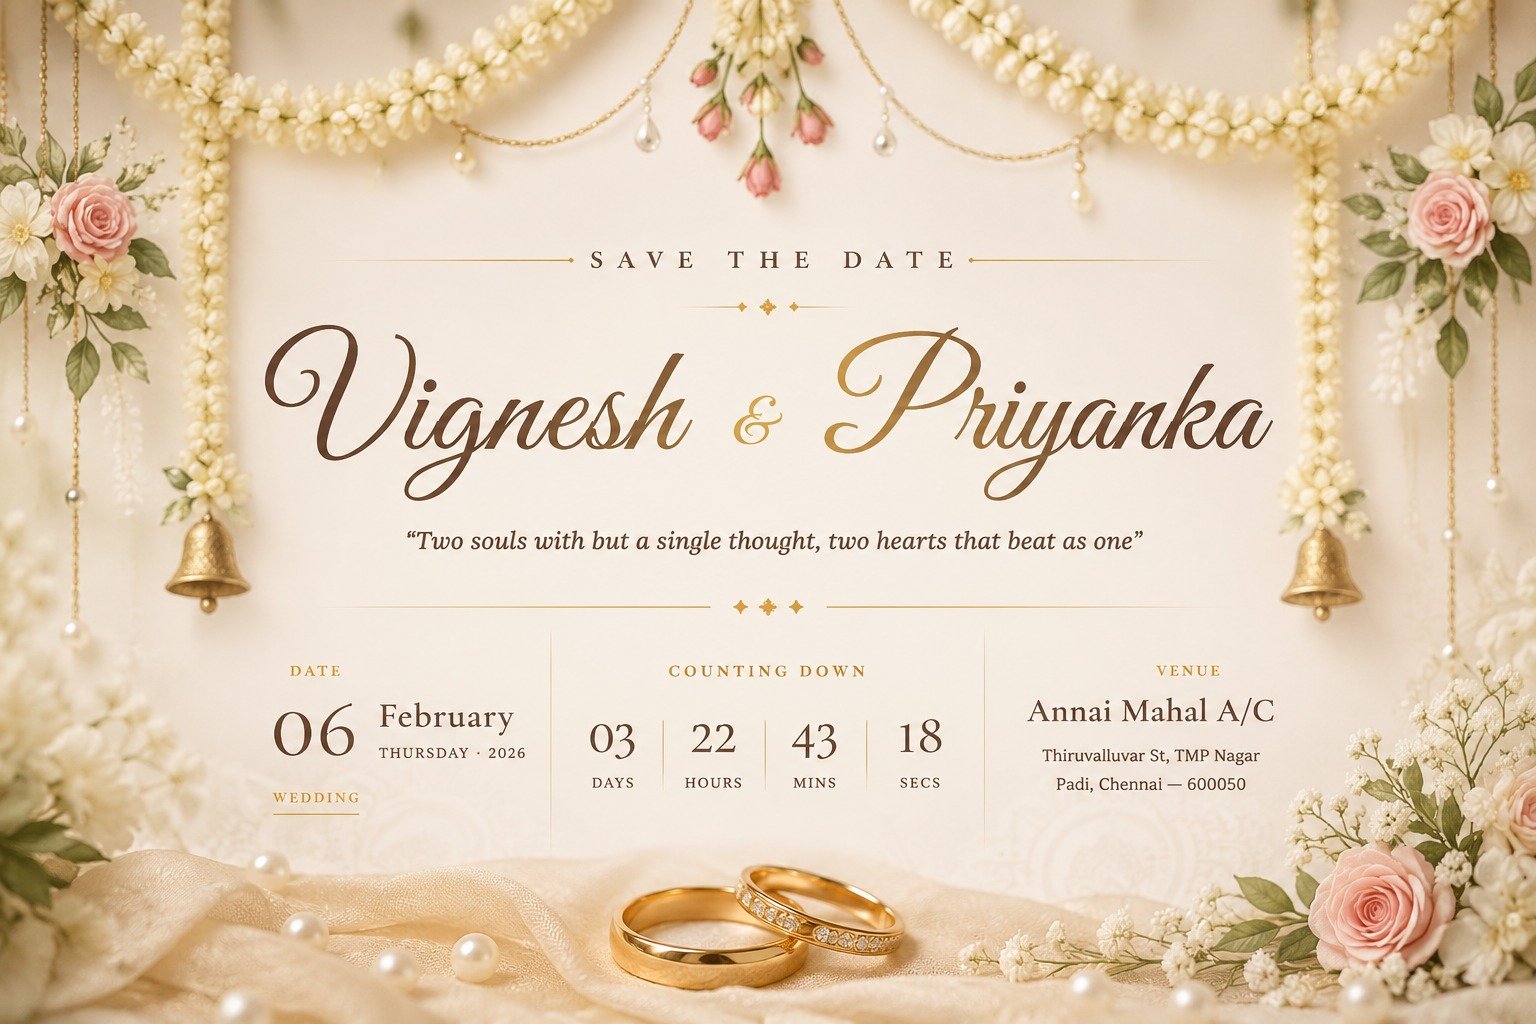 SAVE THE DATE
Vignesh & Priyanka
“Two souls with but a single thought, two hearts that beat as one”
DATE
06 February
THURSDAY · 2026
WEDDING
COUNTING DOWN
03 22 43 18
DAYS HOURS MINS SECS
VENUE
Annai Mahal A/C
Thiruvalluvar St, TMP Nagar
Padi, Chennai — 600050